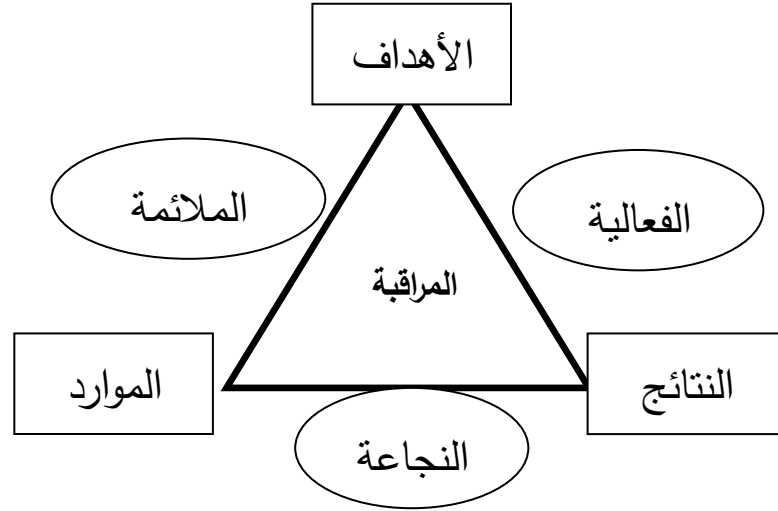 الأهداف
الملائمة
الفعالية
المراقبة
الموارد
النتائج
النجاعة